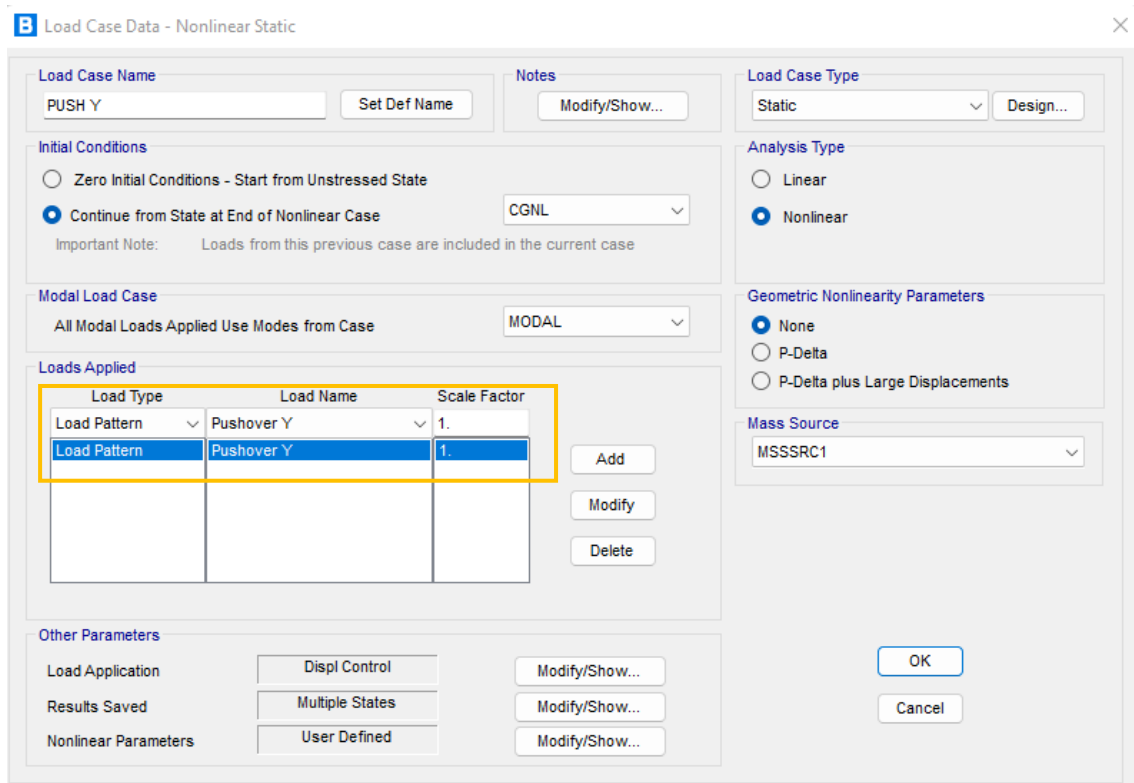 B Load Case Data - Nonlinear Static
Load Case Name
PUSH Y
Set Def Name
Notes
Modify/Show...
Load Case Type
Static
Design...
Initial Conditions
Zero Initial Conditions - Start from Unstressed State
Continue from State at End of Nonlinear Case
CGNL
Important Note: Loads from this previous case are included in the current case
Analysis Type
Linear
Nonlinear
Modal Load Case
All Modal Loads Applied Use Modes from Case
MODAL
Geometric Nonlinearity Parameters
None
P-Delta
P-Delta plus Large Displacements
Loads Applied
Load Type Load Name Scale Factor
Load Pattern Pushover Y 1.
Load Pattern Pushover Y 1.
Add
Modify
Delete
Mass Source
MSSSRC1
Other Parameters
Load Application Displ Control Modify/Show...
Results Saved Multiple States Modify/Show...
Nonlinear Parameters User Defined Modify/Show...
OK
Cancel